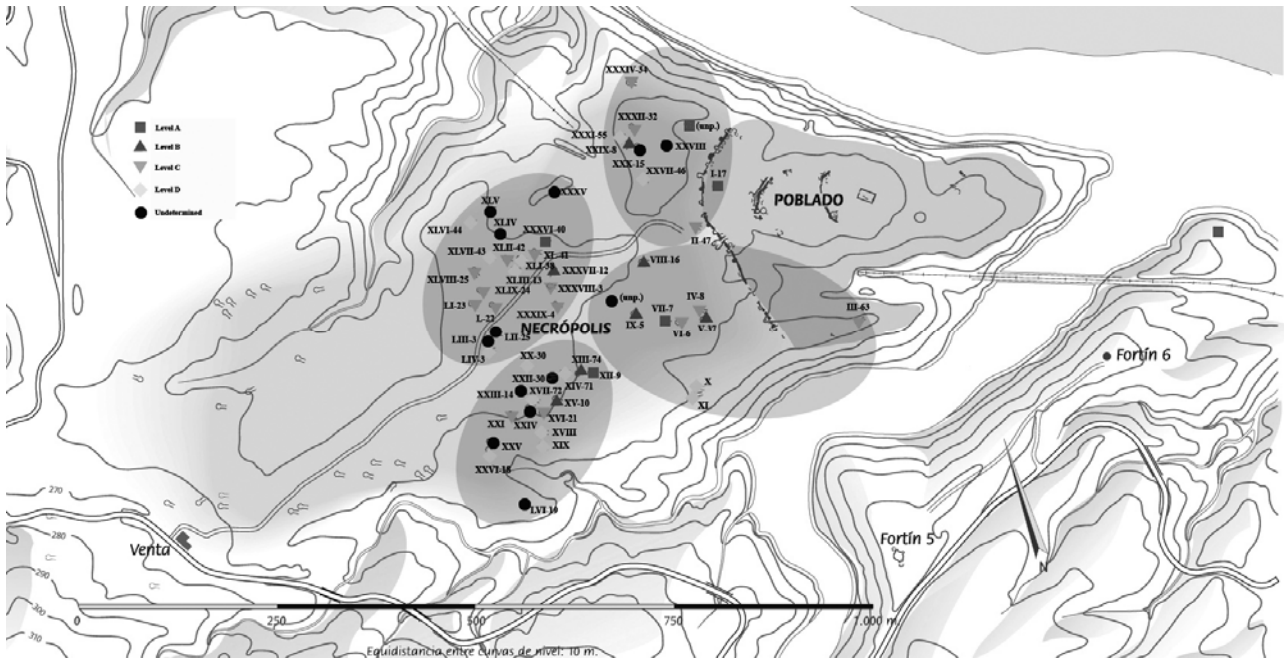 XXXIV-34
Level A
Level B
Level C
Level D
Undetermined
XXXII-32
(unp.)
XXXI-55
XXIX-8
XXVIII
XXX-15
XXVII-46
I-17
POBLADO
XXXV
XLV
XLIV
XLVI-44
XXXVI-40
II-47
XLII-42
XLVII-43
XL-41
XLI-38
VIII-16
XXXVII-12
XLVIII-25
XLIII-43
XXXVIII-3
XLIX-24
(unp.)
LI-23
IV-8
VII-7
III-63
XXXIX-4
L-22
IX-5
V-37
NECRÓPOLIS
VI-6
LII-25
LIII-3
LIV-3
Fortín 6
XIII-74
XX-30
XII-9
XXII-30
XIV-71
X
XXIII-14
XVII-72
XV-10
XI
XVI-21
XXI
XXIV
XVIII
XXV
XIX
XXVI-18
270
LVI-10
280
Venta
Fortín 5
290
N
300
310
0
250
500
750
1.000 m.
Equidistancia entre curvas de nivel: 10 m.